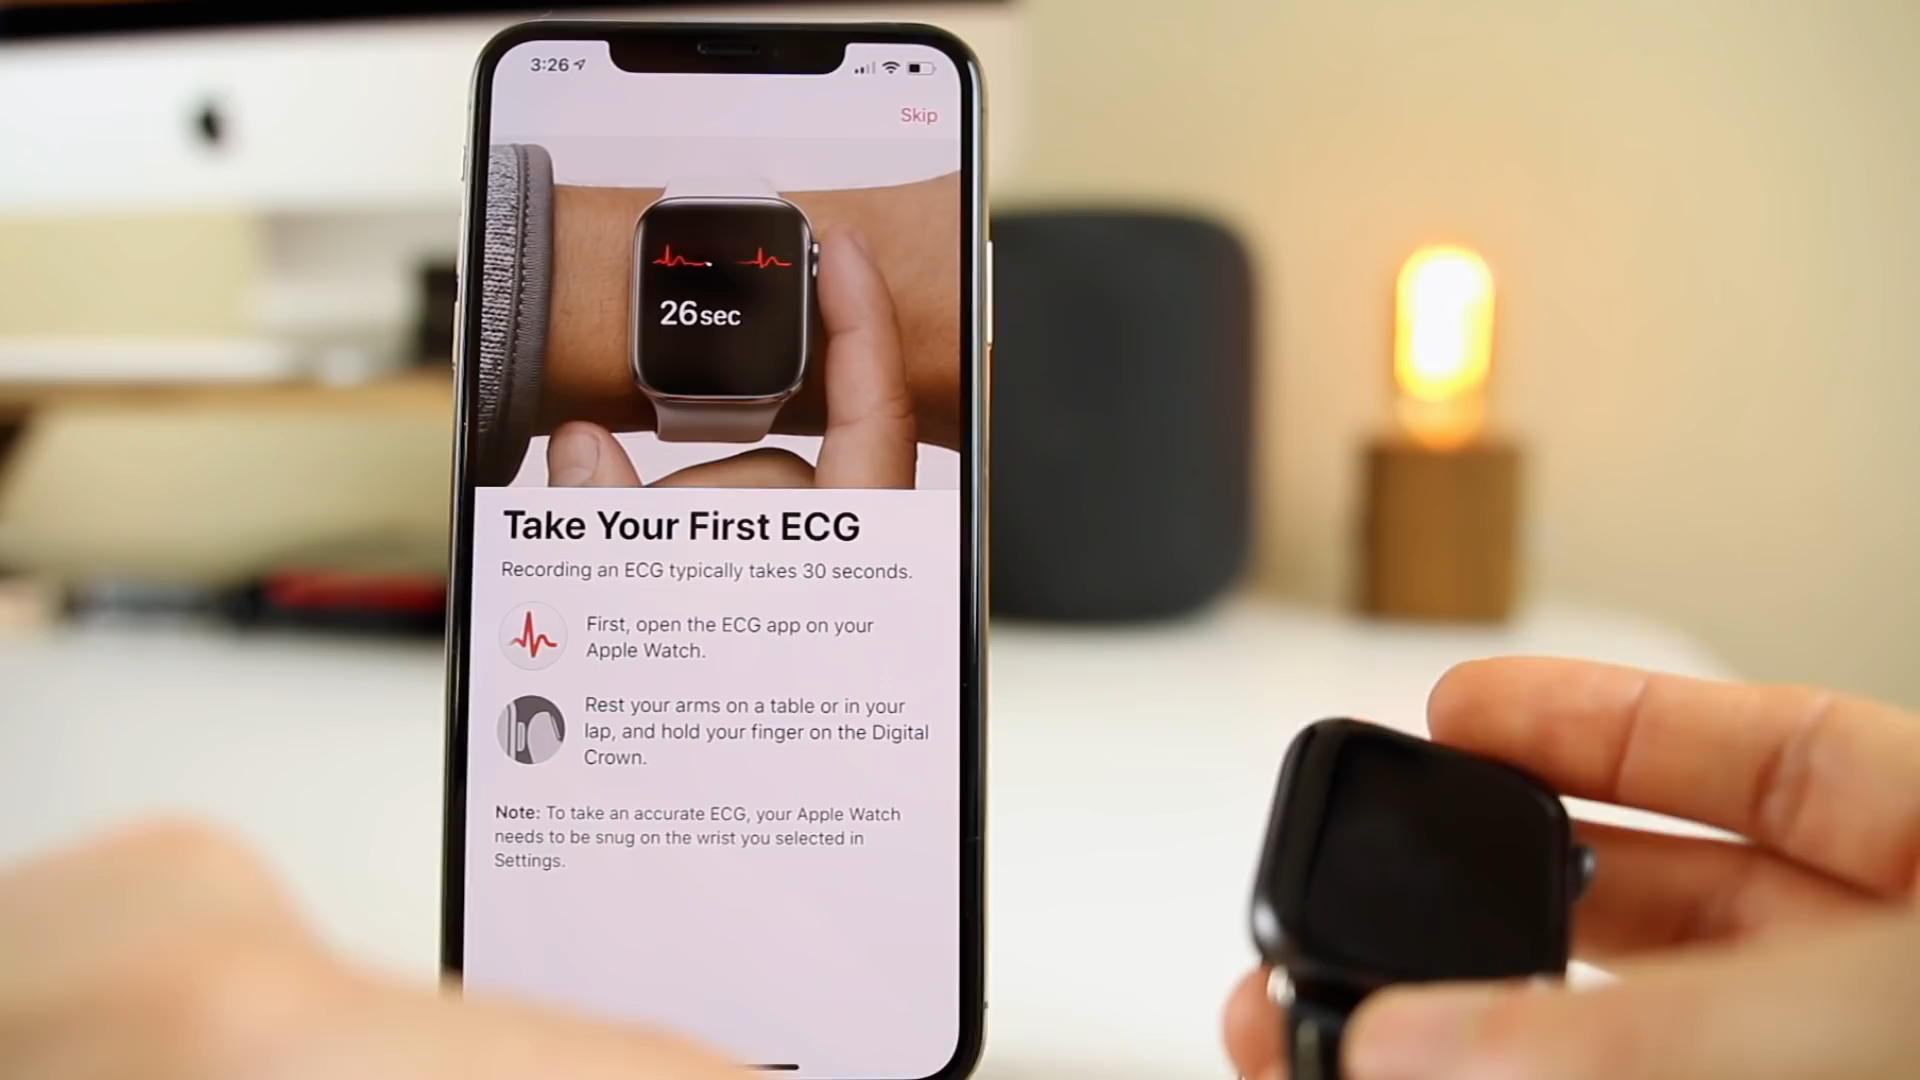 3:26
Skip
26sec
Take Your First ECG
Recording an ECG typically takes 30 seconds.
First, open the ECG app on your
Apple Watch.
Rest your arms on a table or in your
lap, and hold your finger on the Digital
Crown.
Note: To take an accurate ECG, your Apple Watch
needs to be snug on the wrist you selected in
Settings.